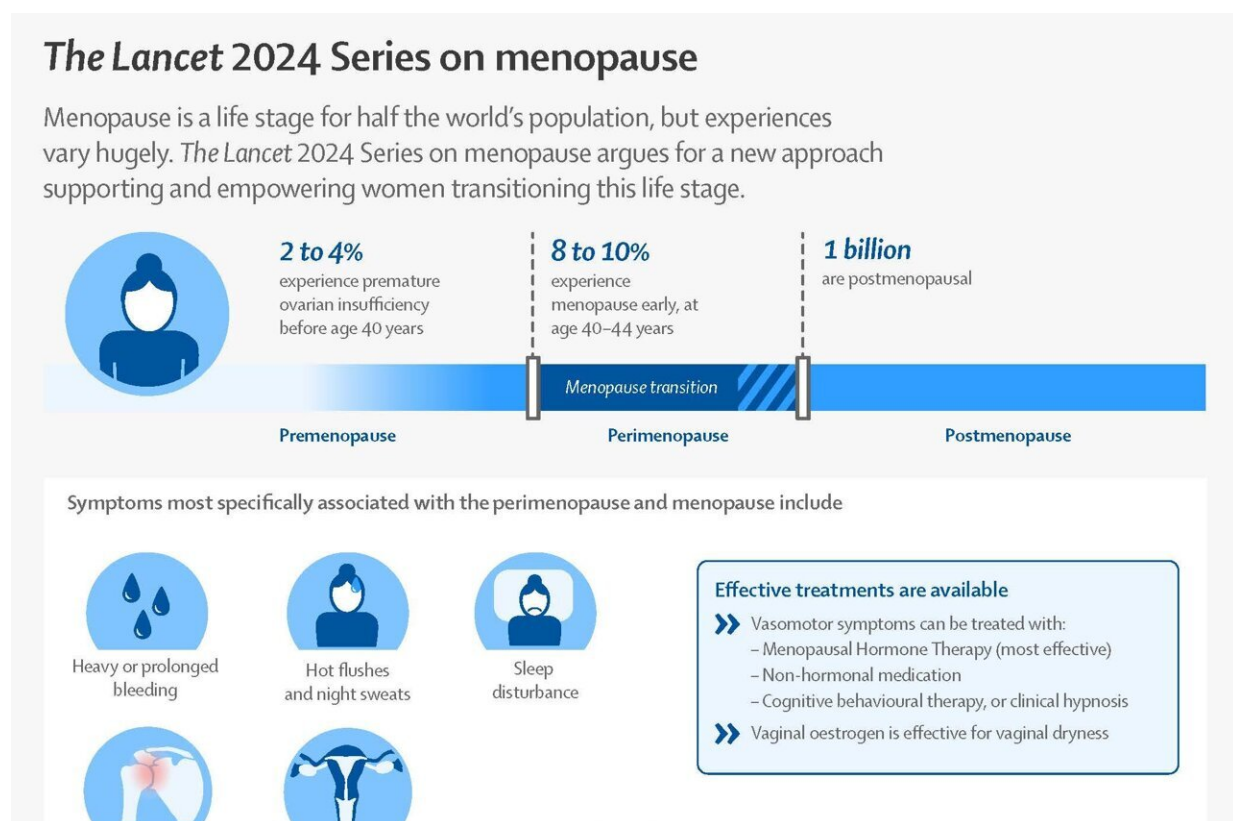 The Lancet 2024 Series on menopause
Menopause is a life stage for half the world's population, but experiences
vary hugely. The Lancet 2024 Series on menopause argues for a new approach
supporting and empowering women transitioning this life stage.
2 to 4%
experience premature
ovarian insufficiency
before age 40 years
8 to 10%
experience
menopause early, at
age 40–44 years
1 billion
are postmenopausal
Menopause transition
Premenopause
Perimenopause
Postmenopause
Symptoms most specifically associated with the perimenopause and menopause include
Heavy or prolonged
bleeding
Hot flushes
and night sweats
Sleep
disturbance
Effective treatments are available
Vasomotor symptoms can be treated with:
– Menopausal Hormone Therapy (most effective)
– Non-hormonal medication
– Cognitive behavioural therapy, or clinical hypnosis
Vaginal oestrogen is effective for vaginal dryness